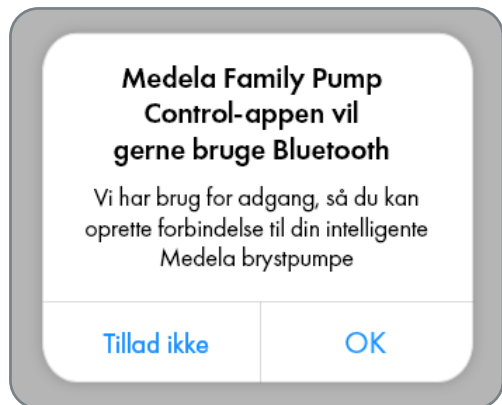 Medela Family Pump
Control-appen vil
gerne bruge Bluetooth
Vi har brug for adgang, så du kan
oprette forbindelse til din intelligente
Medela brystpumpe
Tillad ikke
OK